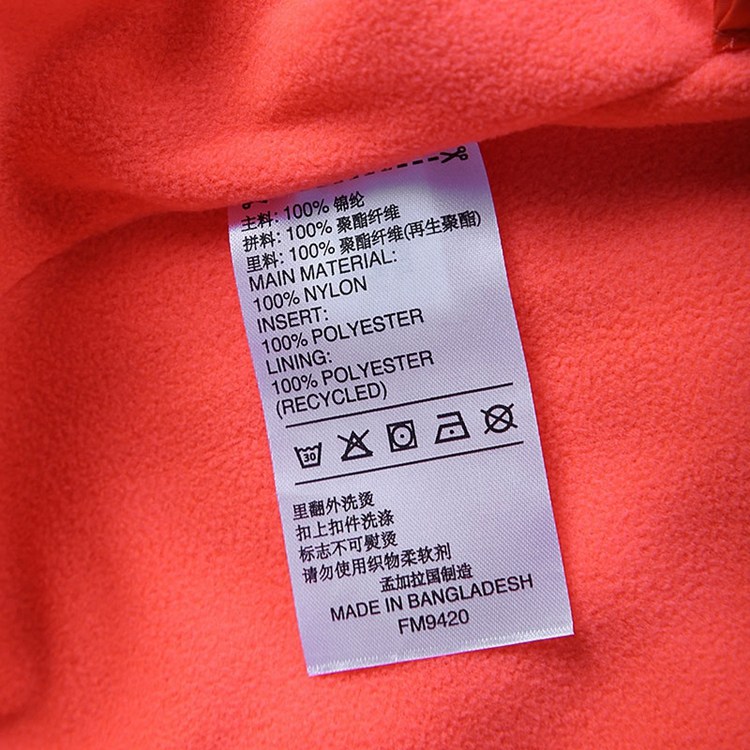 主料: 100% 锦纶
拼料: 100% 聚酯纤维
里料: 100% 聚酯纤维(再生聚酯)
MAIN MATERIAL:
100% NYLON
INSERT:
100% POLYESTER
LINING:
100% POLYESTER
(RECYCLED)
30
里翻外洗烫
扣上扣件洗涤
标志不可熨烫
请勿使用织物柔软剂
孟加拉国制造
MADE IN BANGLADESH
FM9420